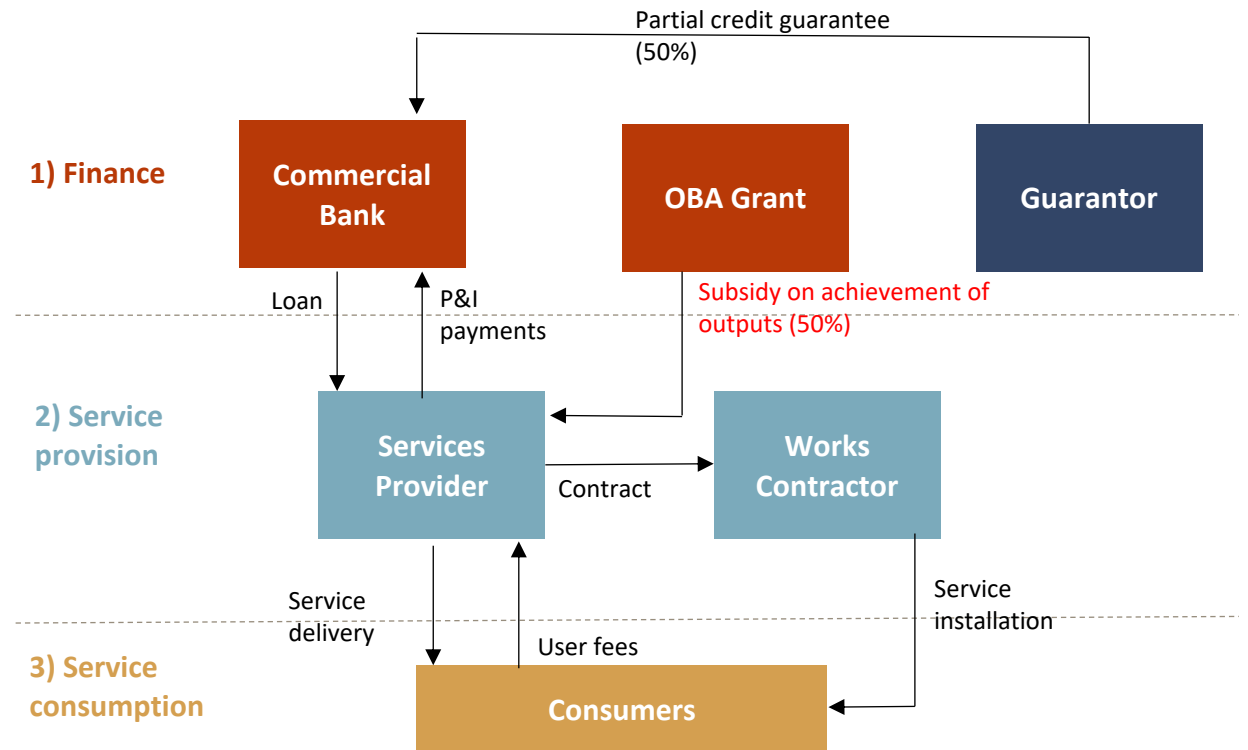 Partial credit guarantee
(50%)
1) Finance
Commercial
Bank
OBA Grant
Guarantor
Loan
P&I
payments
Subsidy on achievement of
outputs (50%)
2) Service
provision
Services
Provider
Contract
Works
Contractor
Service
delivery
User fees
Service
installation
3) Service
consumption
Consumers